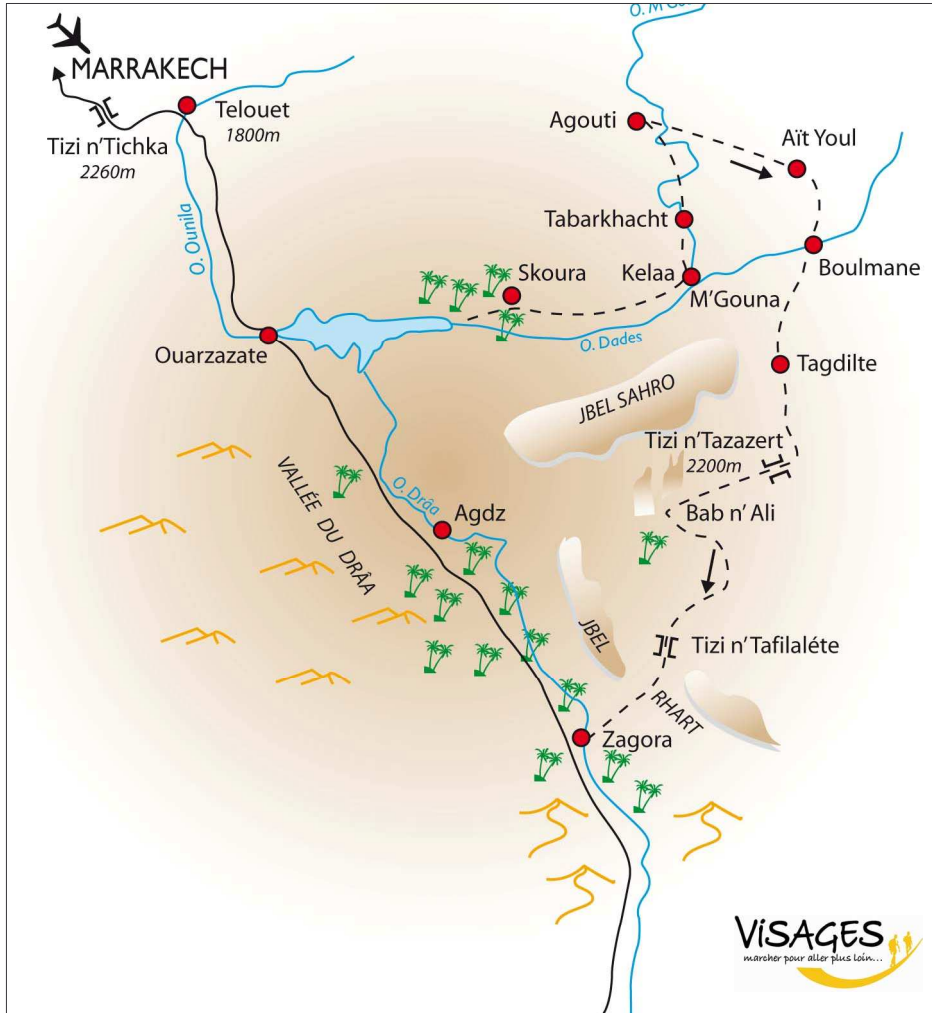 O. M'Gou
MARRAKECH
Telouet
1800m
Tizi n'Tichka
2260m
Agouti
Aït Youl
O. Ounila
Tabarkhacht
Skoura
Kelaa
M'Gouna
Boulmane
O. Dades
Ouarzazate
Tagdilte
JBEL SAHRO
Tizi n'Tazazert
2200m
VALLÉE DU DRÂA
O. Drâa
Agdz
Bab n' Ali
JBEL
Tizi n'Tafilaléte
RHART
Zagora
ViSAGES
marcher pour aller plus loin...